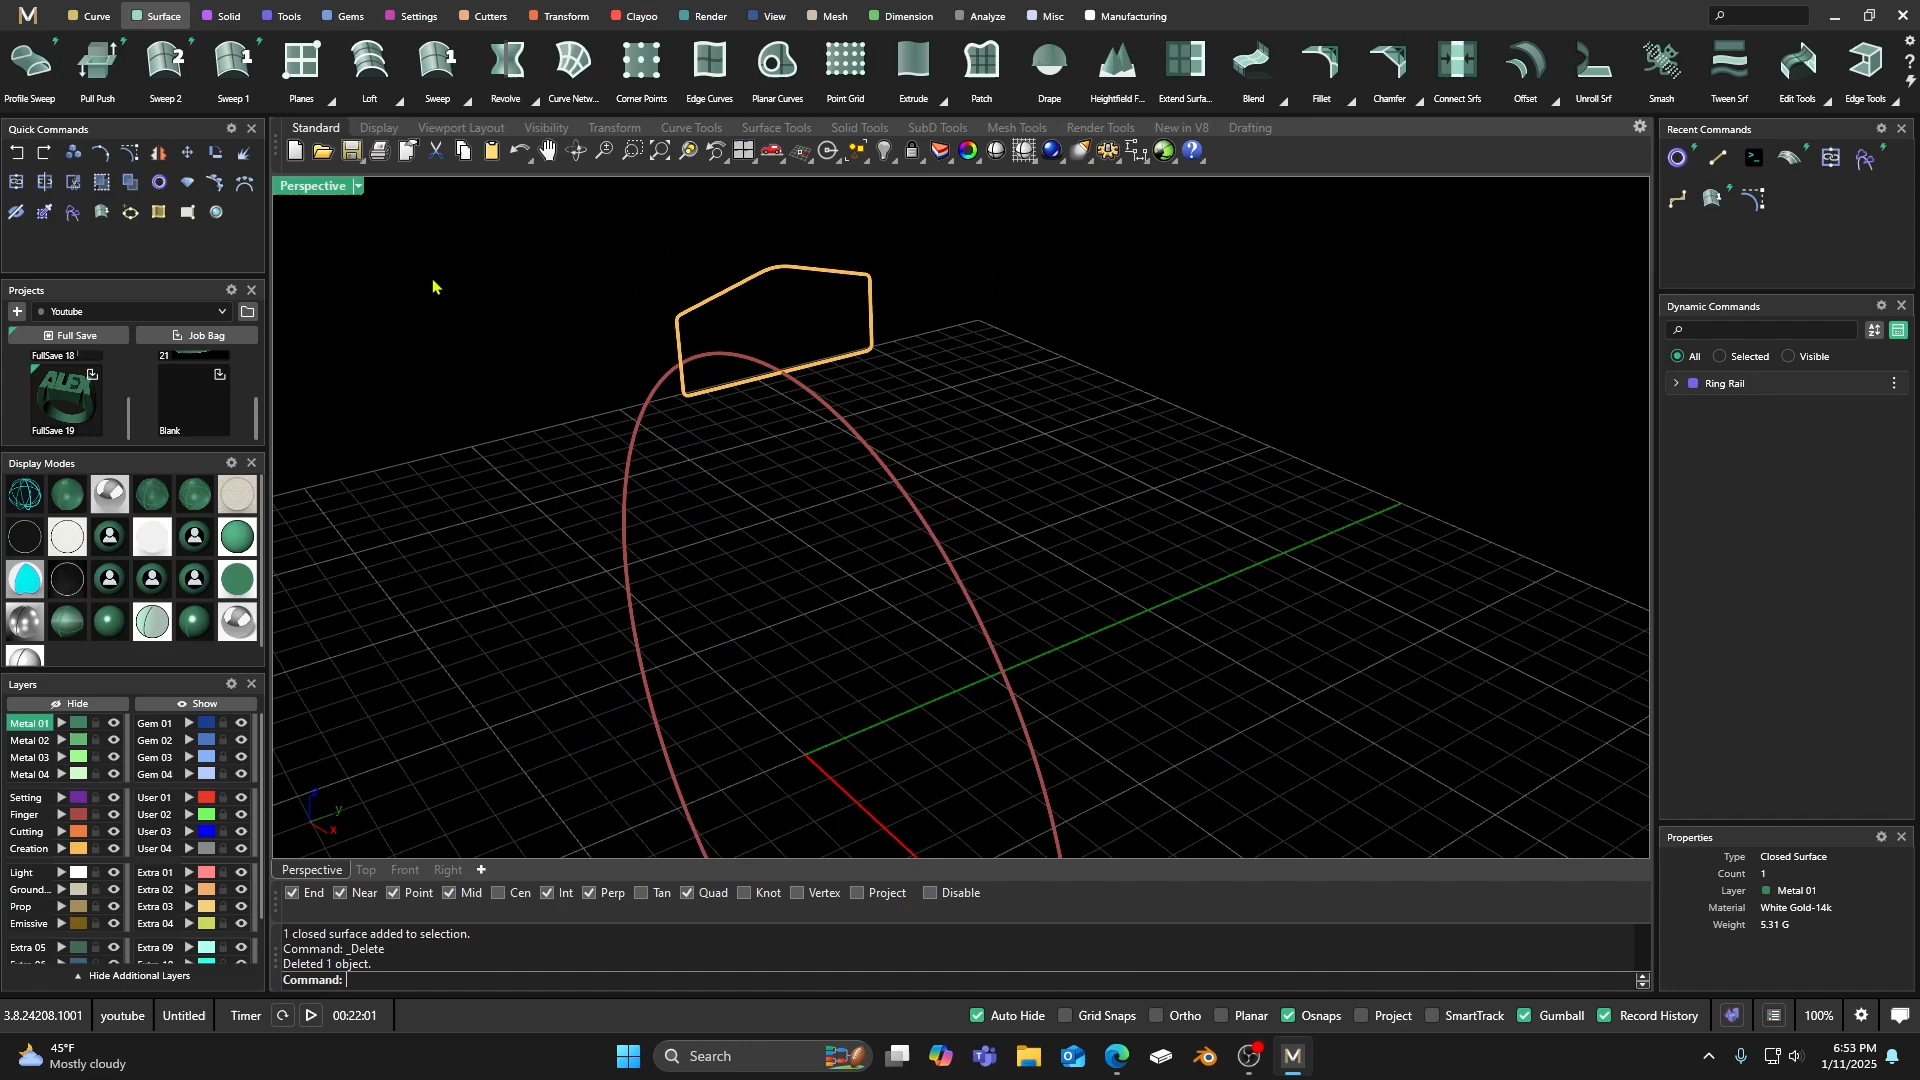 Curve Surface Solid Tools Gems Settings Cutters Transform Clayoo Render View Mesh Dimension Analyze Misc Manufacturing
Profile Sweep Pull Push Sweep 2 Sweep 1 Planes Loft Sweep Revolve Curve Netw... Corner Points Edge Curves Planar Curves Point Grid Extrude Patch Drape Heightfield F... Extend Surfa... Blend Fillet Chamfer Connect Srfs Offset Unroll Srf Smash Tween Srf Edit Tools Edge Tools
Quick Commands
Standard Display Viewport Layout Visibility Transform Curve Tools Surface Tools Solid Tools SubD Tools Mesh Tools Render Tools New in V8 Drafting
Recent Commands
Perspective
Projects
Youtube
Full Save Job Bag
FullSave 18 21
FullSave 19 Blank
Dynamic Commands
All Selected Visible
Ring Rail
Display Modes
Layers
Hide Show
Metal 01 Gem 01
Metal 02 Gem 02
Metal 03 Gem 03
Metal 04 Gem 04
Setting User 01
Finger User 02
Cutting User 03
Creation User 04
Light Extra 01
Ground... Extra 02
Prop Extra 03
Emissive Extra 04
Extra 05 Extra 09
Hide Additional Layers
z
y
x
Perspective Top Front Right
End Near Point Mid Cen Int Perp Tan Quad Knot Vertex Project Disable
1 closed surface added to selection.
Command: _Delete
Deleted 1 object.
Command:
Properties
Type Closed Surface
Count 1
Layer Metal 01
Material White Gold-14k
Weight 5.31 G
3.8.24208.1001 youtube Untitled Timer 00:22:01 Auto Hide Grid Snaps Ortho Planar Osnaps Project SmartTrack Gumball Record History 100%
45°F
Mostly cloudy
Search
6:53 PM
1/11/2025